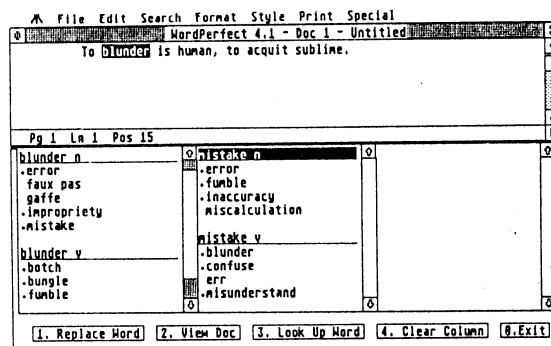 File Edit Search Format Style Print Special
WordPerfect 4.1 - Doc 1 - Untitled
To blunder is human, to acquit sublime.
Pg 1 Ln 1 Pos 15
blunder n
.error
faux pas
gaffe
.impropriety
.mistake
blunder v
.botch
.bungle
.fumble
mistake n
.error
.fumble
.inaccuracy
miscalculation
mistake v
.blunder
.confuse
err
.misunderstand
1. Replace Word 2. View Doc 3. Look Up Word 4. Clear Column 0.Exit